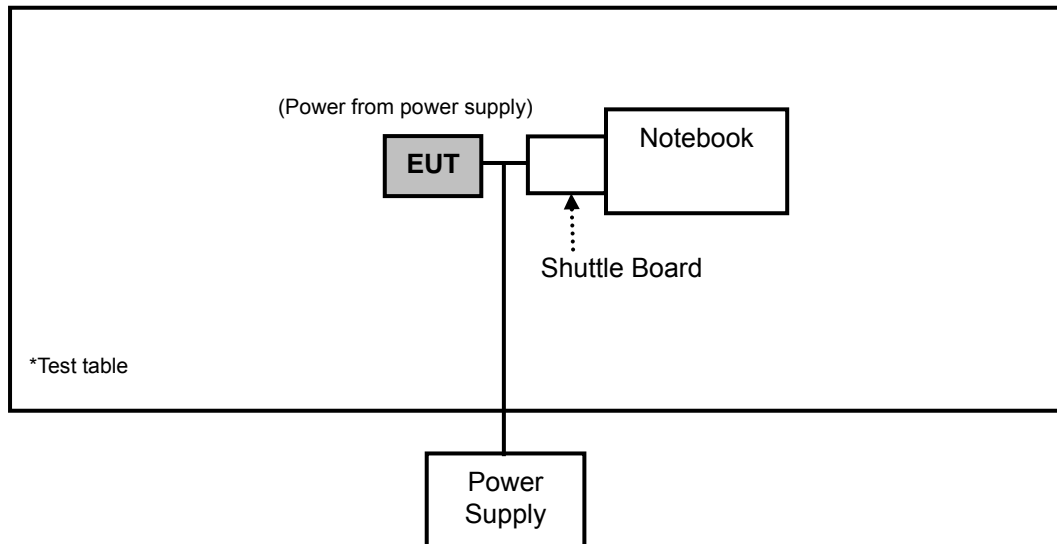 (Power from power supply)
EUT
Notebook
Shuttle Board
*Test table
Power
Supply